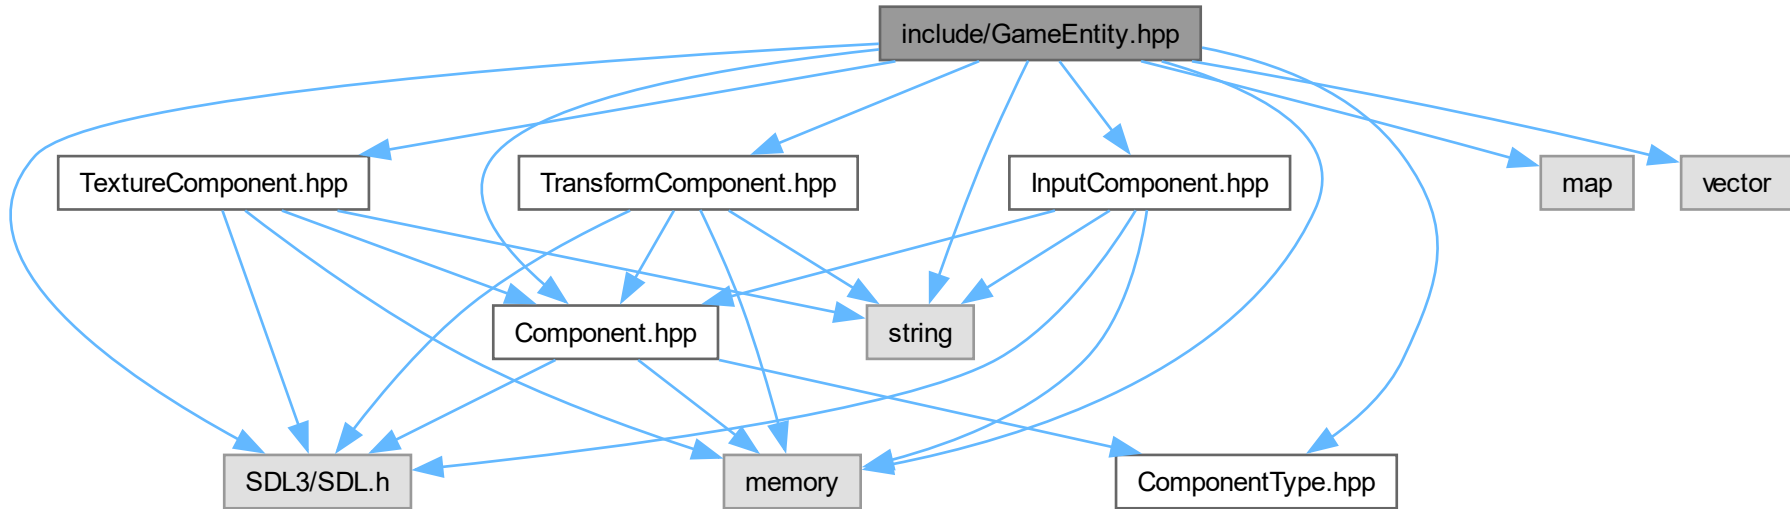 include/GameEntity.hpp
TextureComponent.hpp
TransformComponent.hpp
InputComponent.hpp
map
vector
Component.hpp
string
SDL3/SDL.h
memory
ComponentType.hpp